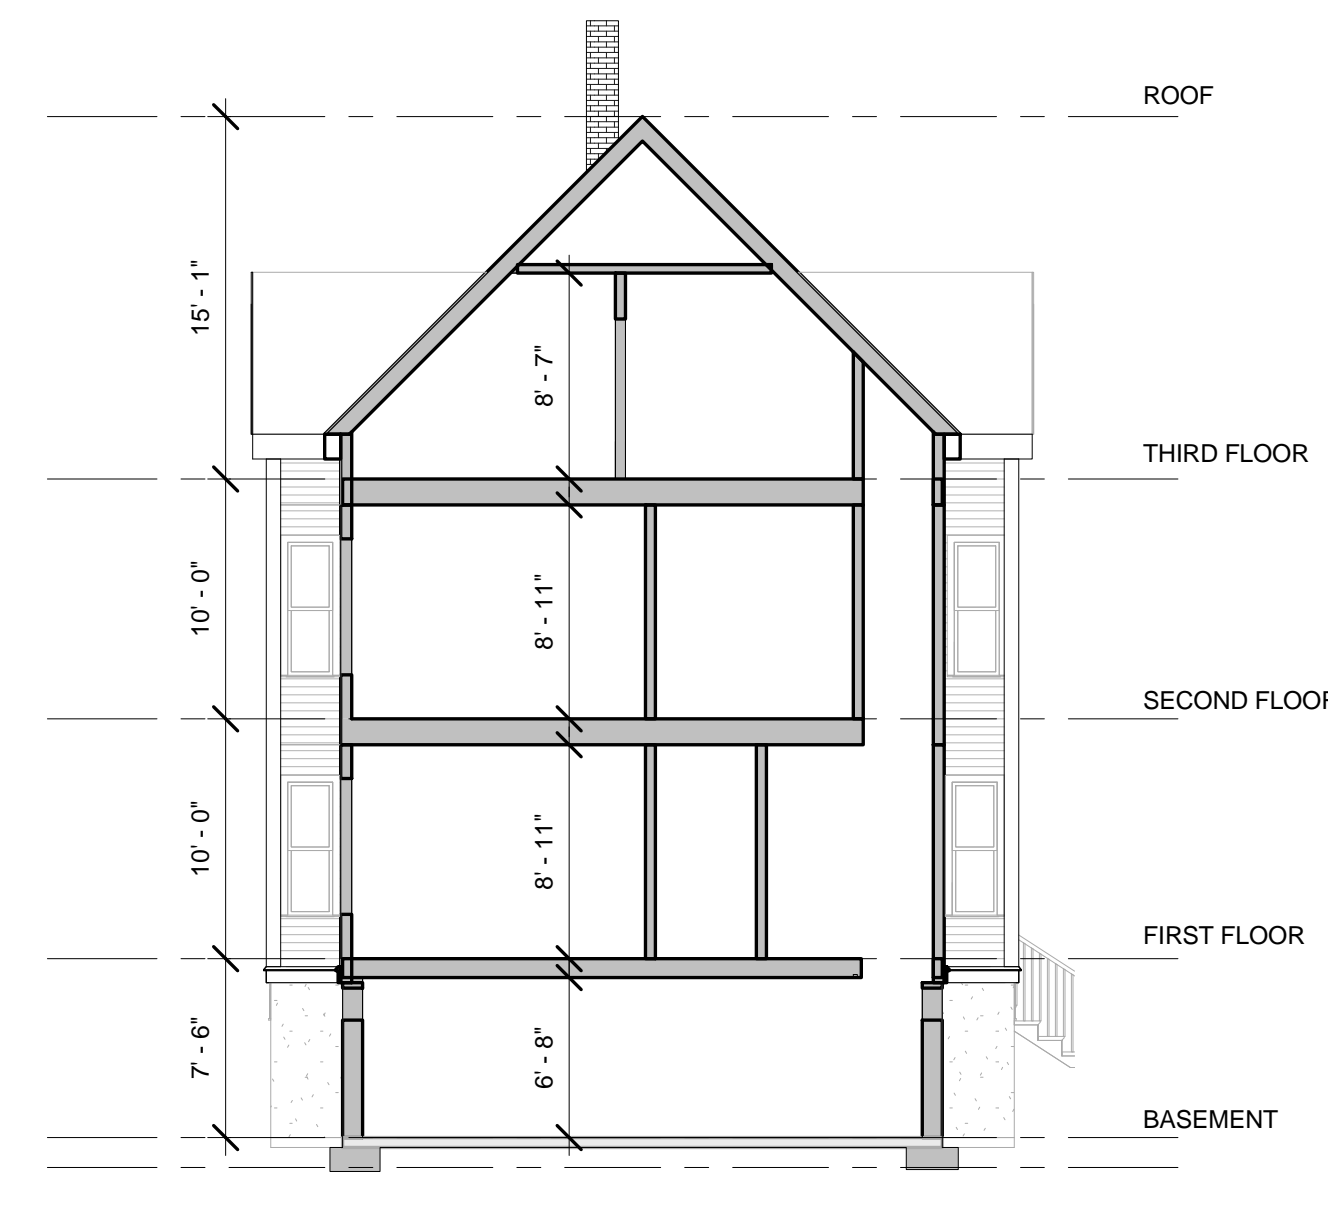 ROOF
15' - 1"
8' - 7"
THIRD FLOOR
10' - 0"
8' - 11"
SECOND FLOOR
10' - 0"
8' - 11"
FIRST FLOOR
7' - 6"
6' - 8"
BASEMENT